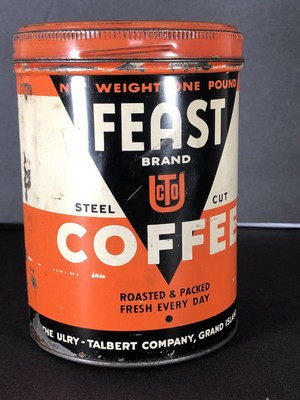 NET WEIGHT ONE POUND
FEAST
BRAND
UCTO
STEEL CUT
COFFEE
ROASTED & PACKED
FRESH EVERY DAY
THE ULRY - TALBERT COMPANY, GRAND ISLAND